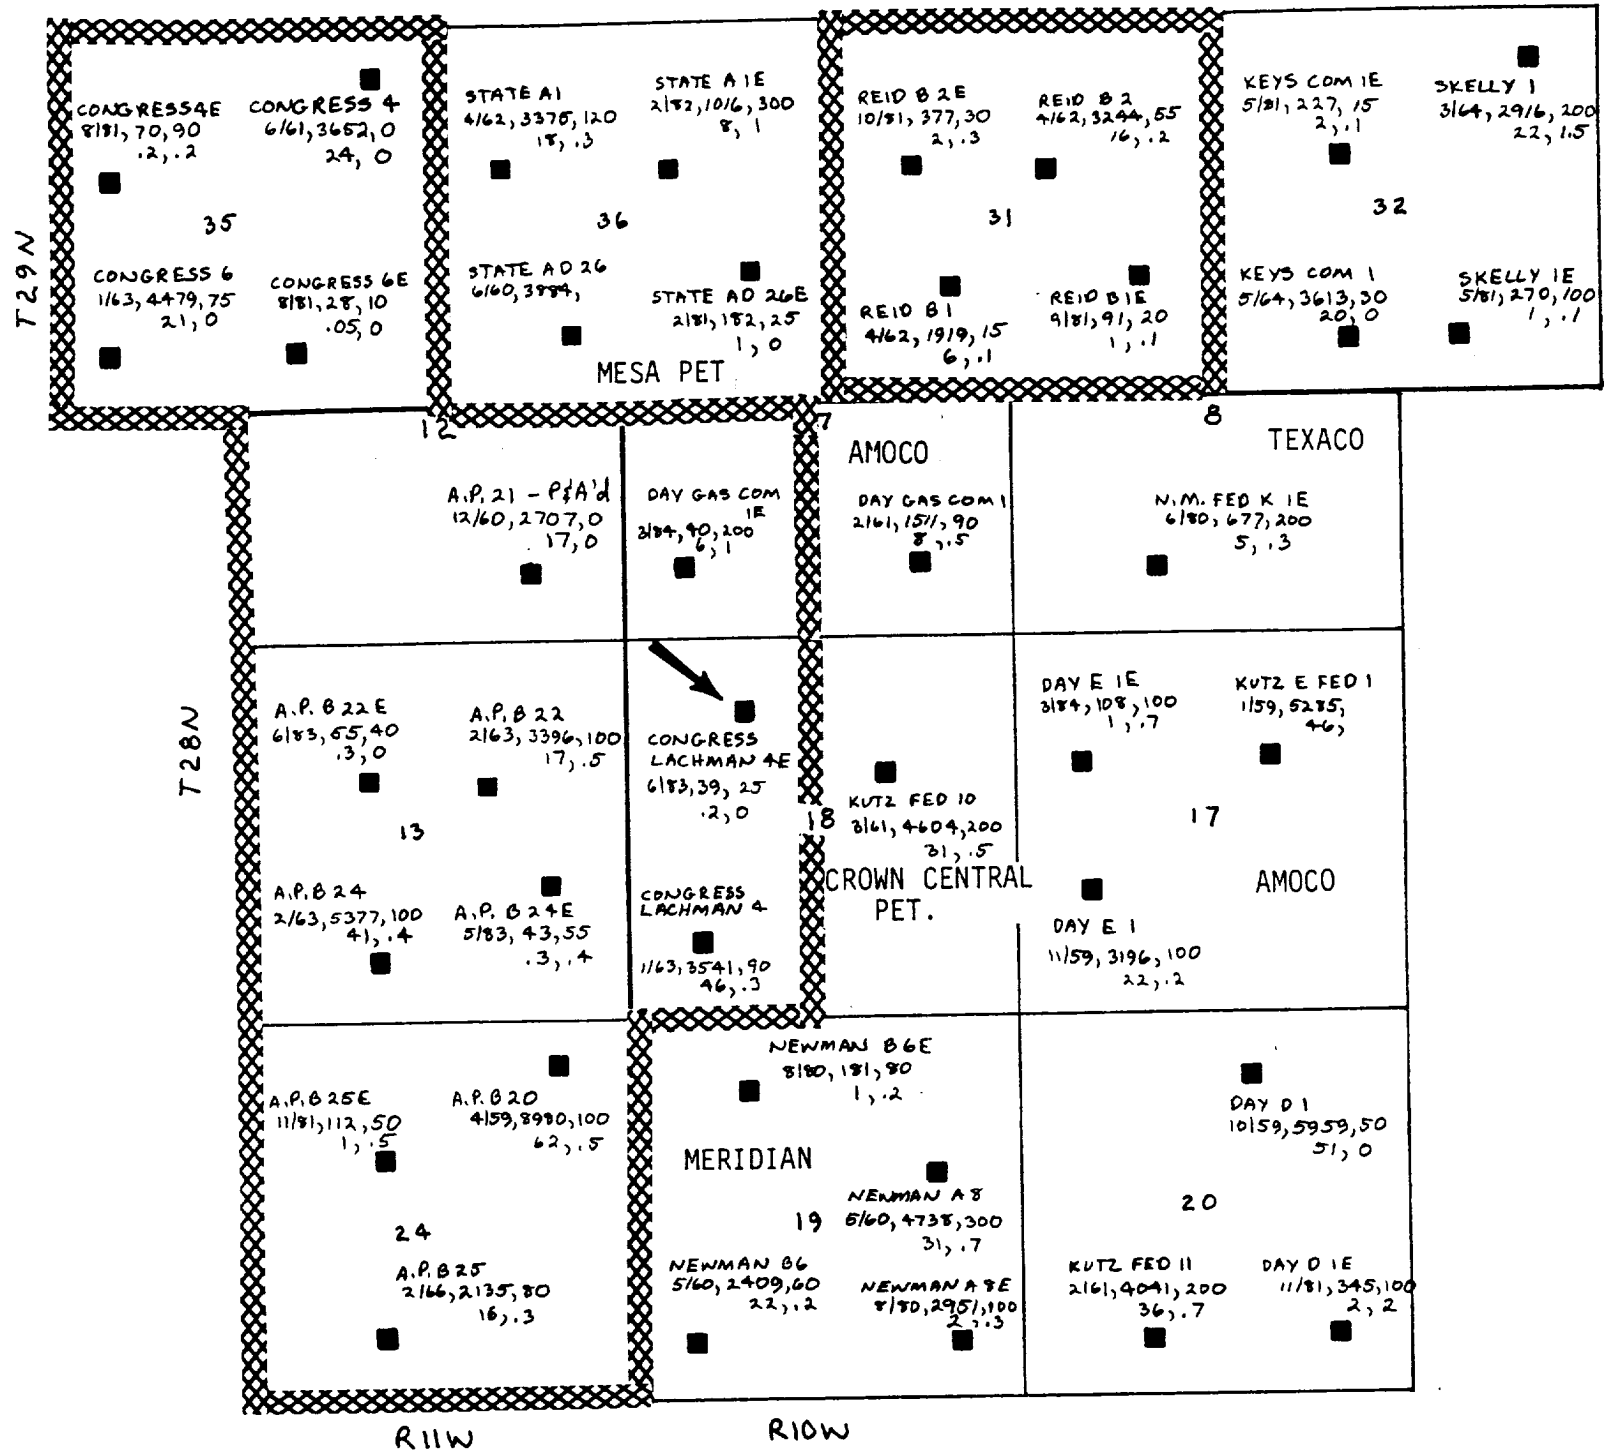 CONGRESS4E
8/81, 70, 90
.2, .2
CONGRESS 4
6/61, 3652, 0
24, 0
35
CONGRESS 6
1/63, 4479, 75
21, 0
CONGRESS 6E
8/81, 28, 10
.05, 0
STATE A1
4/62, 3375, 120
18, .3
STATE A 1E
2/82, 1016, 300
8, 1
36
STATE A D 26
6/60, 3984,
STATE AD 26E
2/81, 182, 25
1, 0
MESA PET
REID B 2E
10/81, 377, 30
2, .3
REID B 2
4/62, 3244, 55
16, .2
31
REID B 1
4/62, 1919, 15
6, .1
REID B1E
9/81, 91, 20
1, .1
KEYS COM 1E
5/81, 227, 15
2, .1
SKELLY 1
3/64, 2916, 200
22, 1.5
32
KEYS COM 1
5/64, 3613, 30
20, 0
SKELLY 1E
5/81, 270, 100
1, .1
T29N
12
A.P. 21 - P&A'd
12/60, 2707, 0
17, 0
7
DAY GAS COM
1E
3/84, 90, 200
6, 1
AMOCO
DAY GAS COM 1
2/61, 1511, 90
8, .5
8
TEXACO
N.M. FED K 1E
6/80, 677, 200
5, .3
T28N
A.P. B 22 E
6/83, 55, 40
.3, 0
A.P. B 22
2/63, 3396, 100
17, .5
13
A.P. B 24
2/63, 5377, 100
41, .4
A.P. B 24E
5/83, 43, 55
.3, .4
CONGRESS
LACHMAN 4E
6/83, 39, 25
.2, 0
CONGRESS
LACHMAN 4
1/63, 3541, 90
46, .3
18
KUTZ FED 10
3/61, 4604, 200
31, .5
CROWN CENTRAL
PET.
DAY E 1E
3/84, 108, 100
1, .7
KUTZ E FED 1
1/59, 5285,
46,
17
AMOCO
DAY E 1
11/59, 3196, 100
22, .2
A.P. B 25E
11/81, 112, 50
1, .5
A.P. B 20
4/59, 8980, 100
62, .5
24
A.P. B 25
2/66, 2135, 80
16, .3
NEWMAN B 6E
8/80, 181, 80
1, .2
MERIDIAN
19
NEWMAN A 8
5/60, 4738, 300
31, .7
NEWMAN B6
5/60, 2409, 60
22, .2
NEWMAN A 8E
8/80, 2951, 100
2, .3
DAY D 1
10/59, 5959, 50
51, 0
20
KUTZ FED 11
2/61, 4041, 200
36, .7
DAY D 1E
11/81, 345, 100
2, 2
R11W
R10W